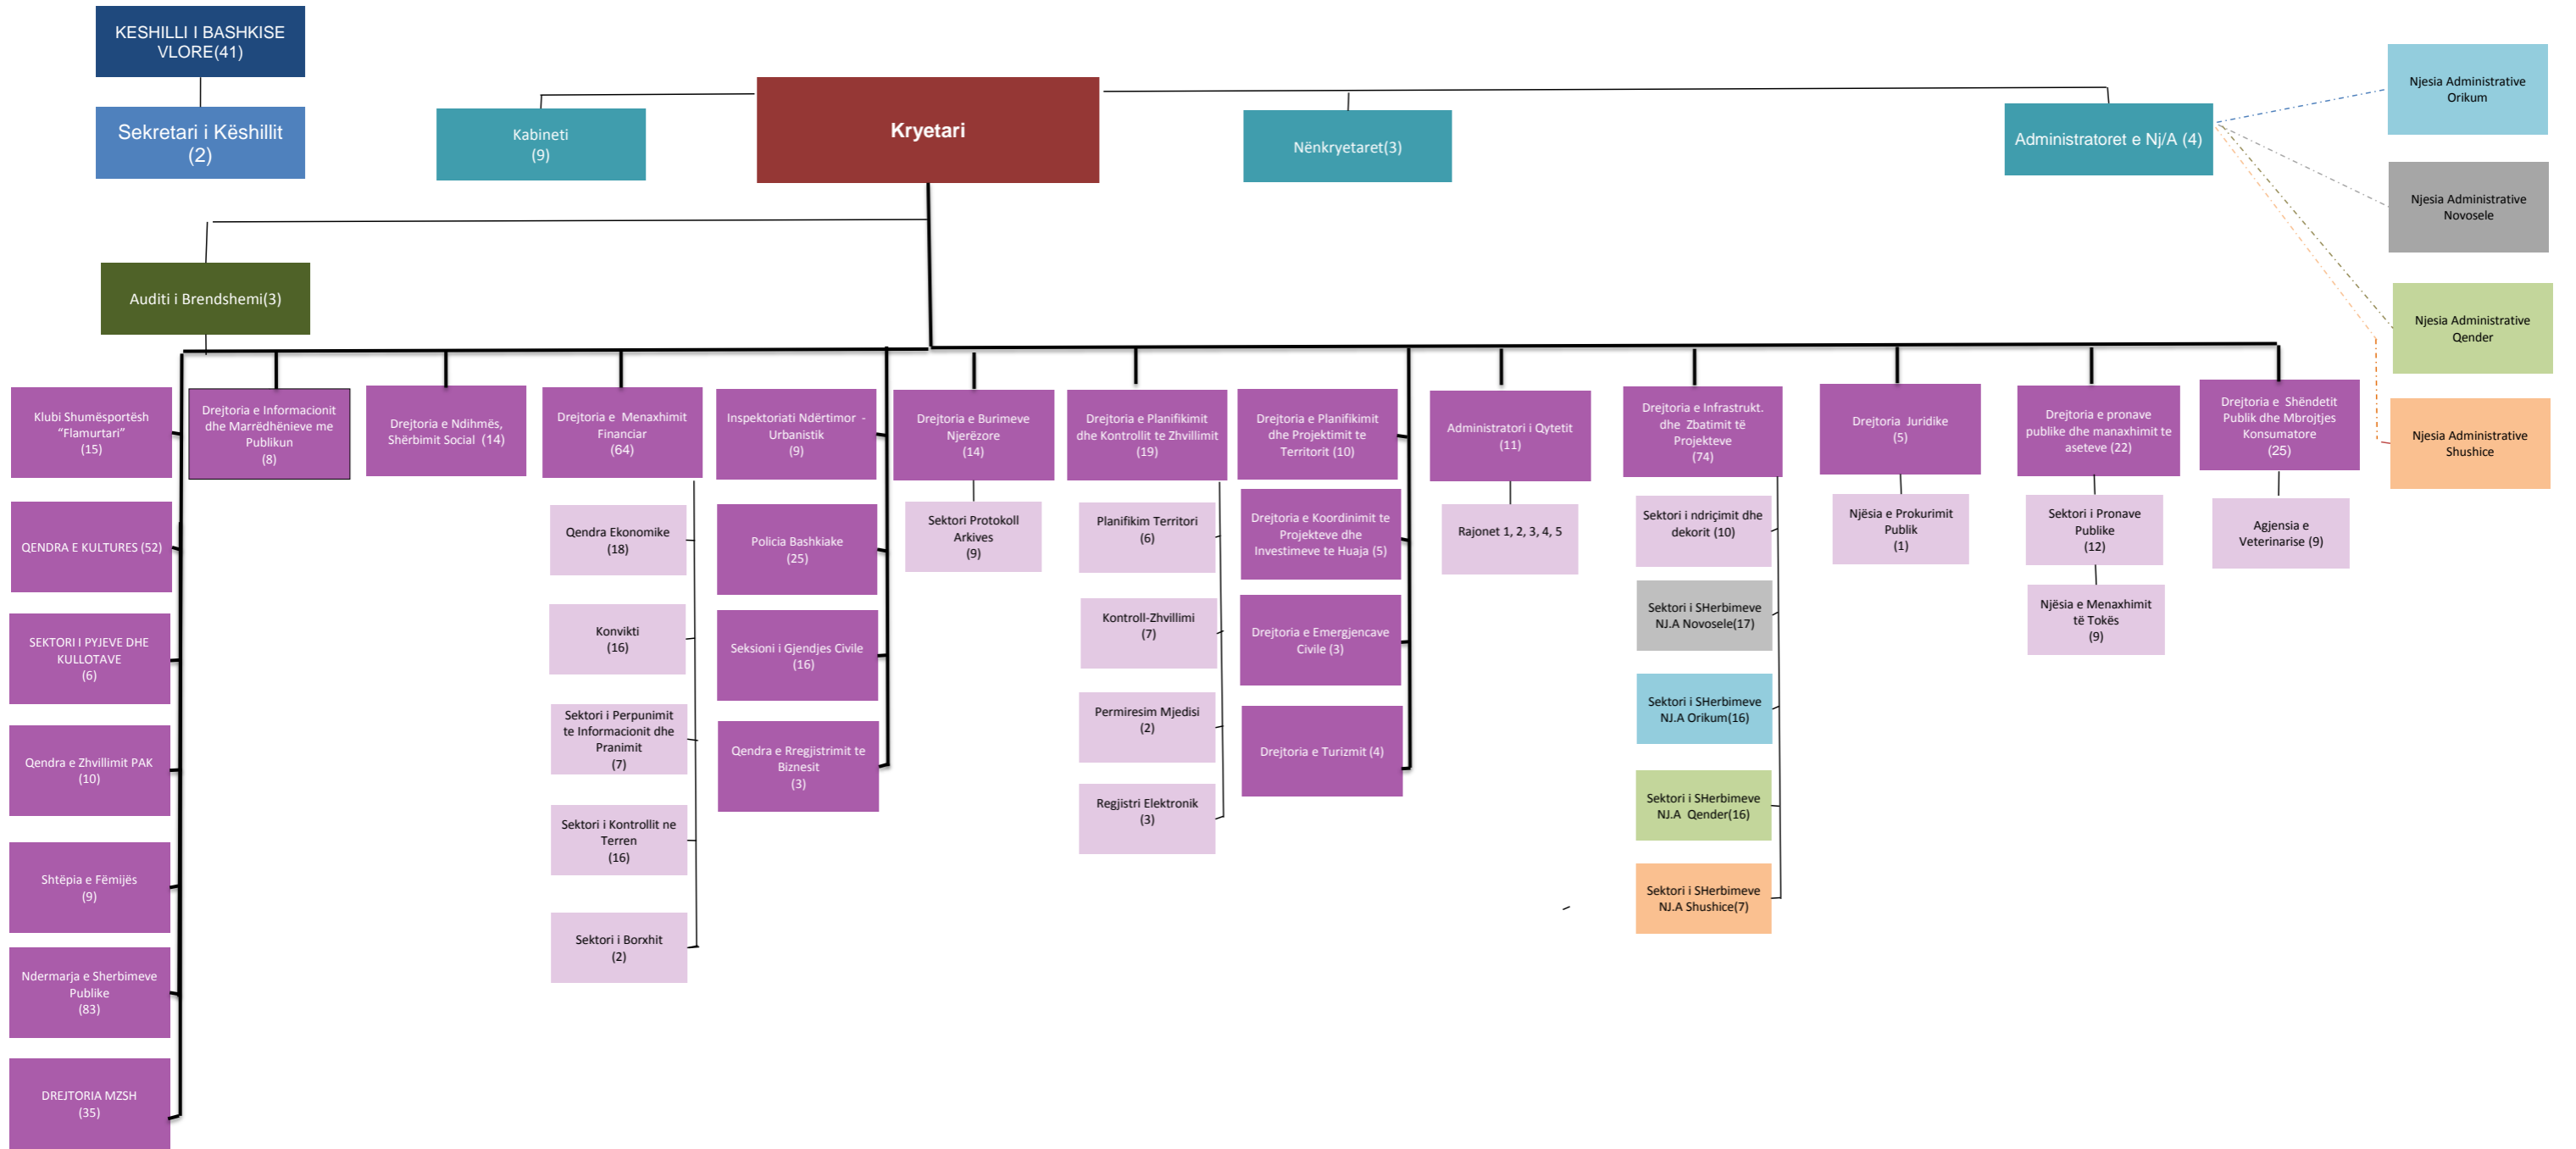 KESHILLI I BASHKISE
VLORE(41)
Sekretari i Këshillit
(2)
Kabineti
(9)
Kryetari
Nënkryetaret(3)
Administratoret e Nj/A (4)
Njesia Administrative
Orikum
Njesia Administrative
Novosele
Njesia Administrative
Qender
Njesia Administrative
Shushice
Auditi i Brendshemi(3)
Klubi Shumësportësh
“Flamurtari”
(15)
QENDRA E KULTURES (52)
SEKTORI I PYJEVE DHE
KULLOTAVE
(6)
Qendra e Zhvillimit PAK
(10)
Shtëpia e Fëmijës
(9)
Ndermarja e Sherbimeve
Publike
(83)
DREJTORIA MZSH
(35)
Drejtoria e Informacionit
dhe Marrëdhënieve me
Publikun
(8)
Drejtoria e Ndihmës,
Shërbimit Social (14)
Drejtoria e Menaxhimit
Financiar
(64)
Qendra Ekonomike
(18)
Konvikti
(16)
Sektori i Perpunimit
te Informacionit dhe
Pranimit
(7)
Sektori i Kontrollit ne
Terren
(16)
Sektori i Borxhit
(2)
Inspektoriati Ndërtimor -
Urbanistik
(9)
Policia Bashkiake
(25)
Seksioni i Gjendjes Civile
(16)
Qendra e Rregjistrimit te
Biznesit
(3)
Drejtoria e Burimeve
Njerëzore
(14)
Sektori Protokoll
Arkives
(9)
Drejtoria e Planifikimit
dhe Kontrollit te Zhvillimit
(19)
Planifikim Territori
(6)
Kontroll-Zhvillimi
(7)
Permiresim Mjedisi
(2)
Regjistri Elektronik
(3)
Drejtoria e Planifikimit
dhe Projektimit te
Territorit (10)
Drejtoria e Koordinimit te
Projekteve dhe
Investimeve te Huaja (5)
Drejtoria e Emergjencave
Civile (3)
Drejtoria e Turizmit (4)
Administratori i Qytetit
(11)
Rajonet 1, 2, 3, 4, 5
Drejtoria e Infrastrukt.
dhe Zbatimit të
Projekteve
(74)
Sektori i ndriçimit dhe
dekorit (10)
Sektori i SHerbimeve
NJ.A Novosele(17)
Sektori i SHerbimeve
NJ.A Orikum(16)
Sektori i SHerbimeve
NJ.A Qender(16)
Sektori i SHerbimeve
NJ.A Shushice(7)
Drejtoria Juridike
(5)
Njësia e Prokurimit
Publik
(1)
Drejtoria e pronave
publike dhe manaxhimit te
aseteve (22)
Sektori i Pronave
Publike
(12)
Njësia e Menaxhimit
të Tokës
(9)
Drejtoria e Shëndetit
Publik dhe Mbrojtjes
Konsumatore
(25)
Agjensia e
Veterinarise (9)